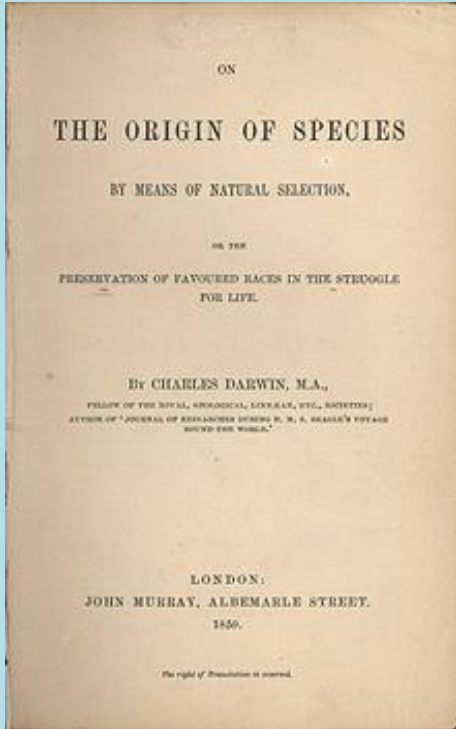 ON
THE ORIGIN OF SPECIES
BY MEANS OF NATURAL SELECTION,
OR THE
PRESERVATION OF FAVOURED RACES IN THE STRUGGLE
FOR LIFE.
BY CHARLES DARWIN, M.A.,
FELLOW OF THE ROYAL, GEOLOGICAL, LINNÆAN, ETC., SOCIETIES;
AUTHOR OF 'JOURNAL OF RESEARCHES DURING H. M. S. BEAGLE'S VOYAGE
ROUND THE WORLD.'
LONDON:
JOHN MURRAY, ALBEMARLE STREET.
1859.
The right of Translation is reserved.